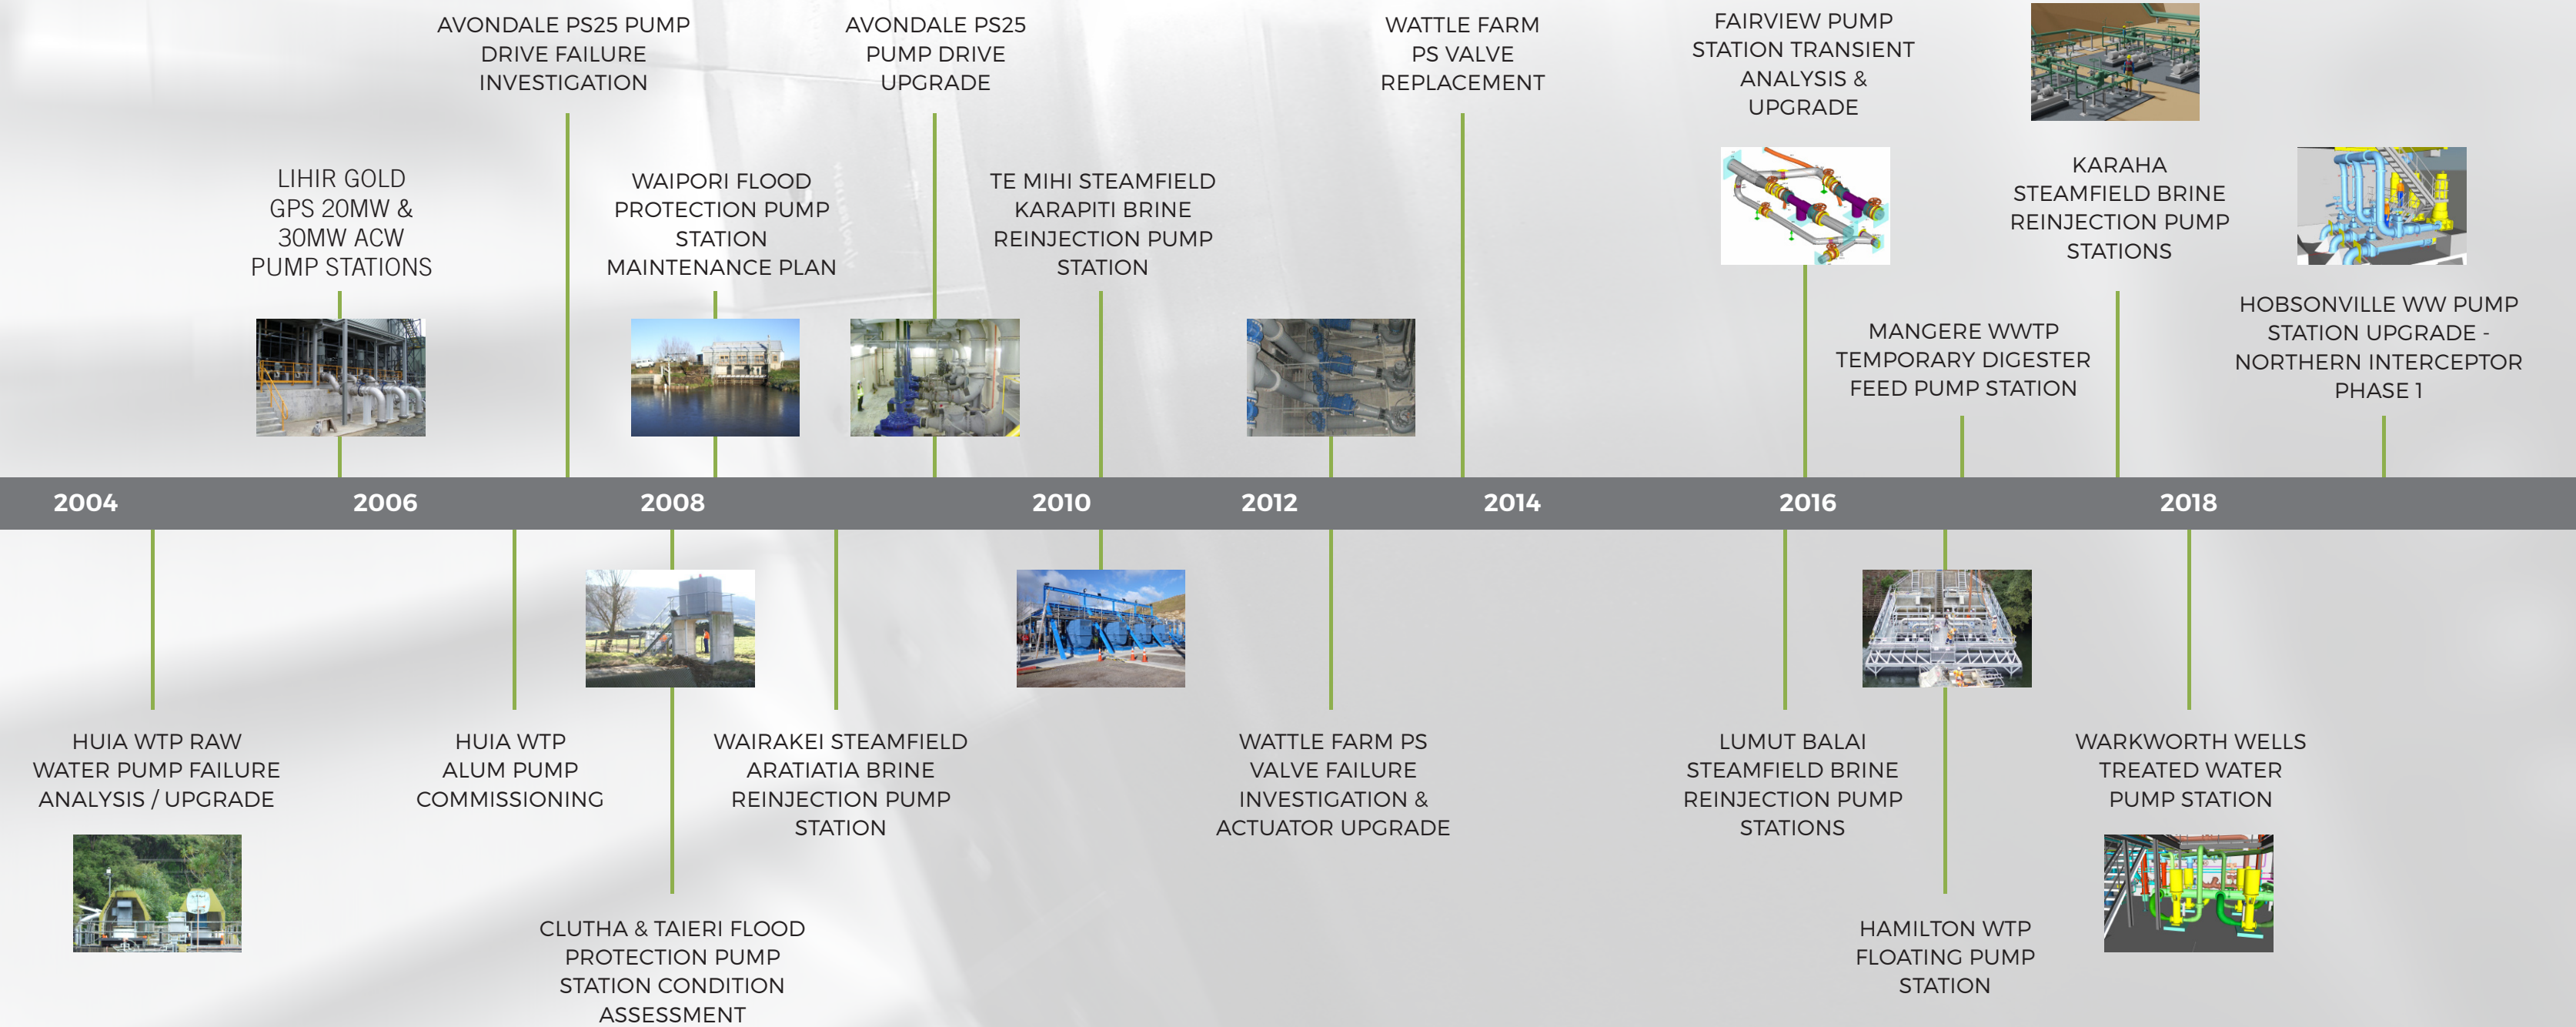 AVONDALE PS25 PUMP
DRIVE FAILURE
INVESTIGATION
AVONDALE PS25
PUMP DRIVE
UPGRADE
WATTLE FARM
PS VALVE
REPLACEMENT
FAIRVIEW PUMP
STATION TRANSIENT
ANALYSIS &
UPGRADE
LIHIR GOLD
GPS 20MW &
30MW ACW
PUMP STATIONS
WAIPORI FLOOD
PROTECTION PUMP
STATION
MAINTENANCE PLAN
TE MIHI STEAMFIELD
KARAPITI BRINE
REINJECTION PUMP
STATION
KARAHA
STEAMFIELD BRINE
REINJECTION PUMP
STATIONS
MANGERE WWTP
TEMPORARY DIGESTER
FEED PUMP STATION
HOBSONVILLE WW PUMP
STATION UPGRADE -
NORTHERN INTERCEPTOR
PHASE 1
2004 2006 2008 2010 2012 2014 2016 2018
HUIA WTP RAW
WATER PUMP FAILURE
ANALYSIS / UPGRADE
HUIA WTP
ALUM PUMP
COMMISSIONING
WAIRAKEI STEAMFIELD
ARATIATIA BRINE
REINJECTION PUMP
STATION
WATTLE FARM PS
VALVE FAILURE
INVESTIGATION &
ACTUATOR UPGRADE
LUMUT BALAI
STEAMFIELD BRINE
REINJECTION PUMP
STATIONS
WARKWORTH WELLS
TREATED WATER
PUMP STATION
CLUTHA & TAIERI FLOOD
PROTECTION PUMP
STATION CONDITION
ASSESSMENT
HAMILTON WTP
FLOATING PUMP
STATION